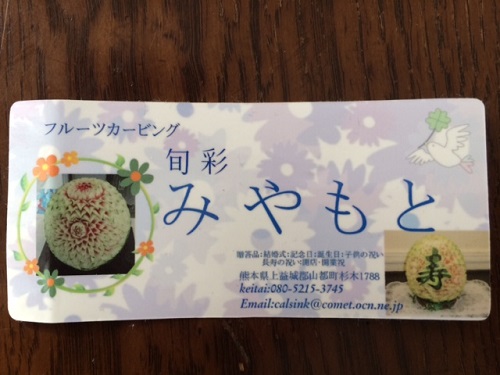 フルーツカービング
旬彩
みやもと
贈答品:結婚式:記念日:誕生日:子供の祝い
長寿の祝い:開店・開業祝
熊本県上益城郡山都町杉木1788
keitai:080-5215-3745
Email:calsink@comet.ocn.ne.jp
寿